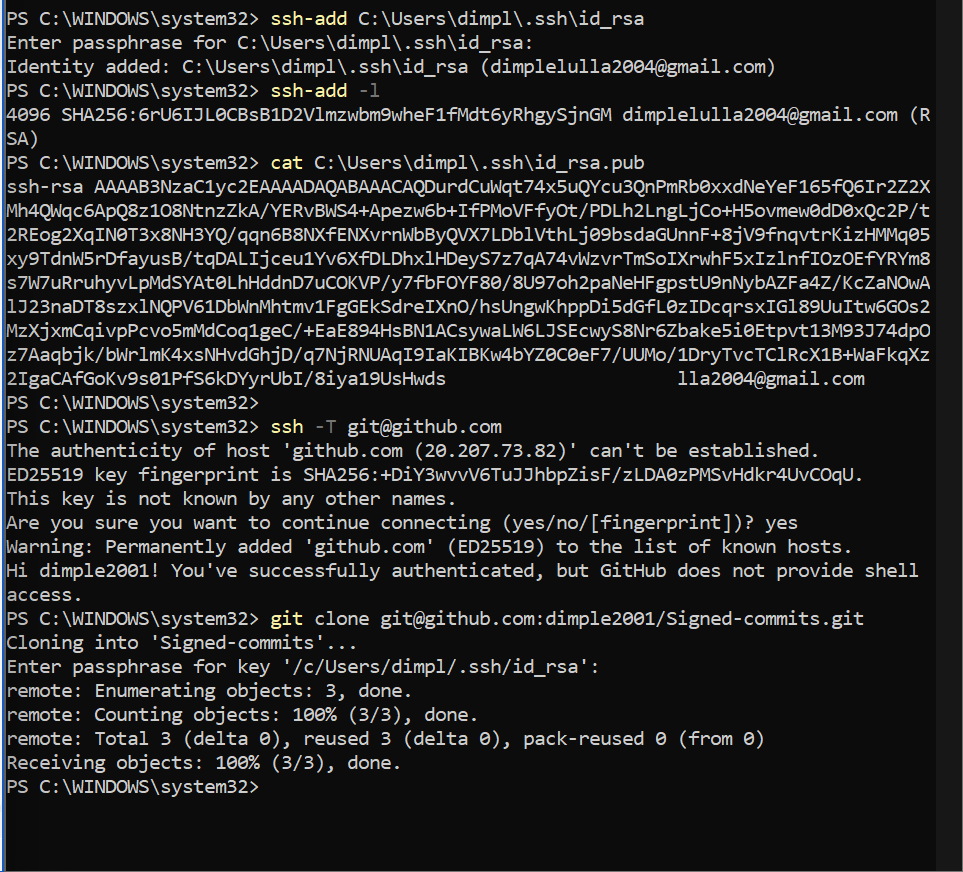 PS C:\WINDOWS\system32> ssh-add C:\Users\dimpl\.ssh\id_rsa
Enter passphrase for C:\Users\dimpl\.ssh\id_rsa:
Identity added: C:\Users\dimpl\.ssh\id_rsa (dimplelulla2004@gmail.com)
PS C:\WINDOWS\system32> ssh-add -l
4096 SHA256:6rU6IJL0CBsB1D2Vlmzwbm9wheF1fMdt6yRhgySjnGM dimplelulla2004@gmail.com (R
SA)
PS C:\WINDOWS\system32> cat C:\Users\dimpl\.ssh\id_rsa.pub
ssh-rsa AAAAB3NzaC1yc2EAAAADAQABAAACAQDurdCuWqt74x5uQYcu3QnPmRb0xxdNeYeF165fQ6Ir2Z2X
Mh4QWqc6ApQ8z1O8NtnzZkA/YERvBWS4+Apezw6b+IfPMoVFfyOt/PDLh2LngLjCo+H5ovmew0dD0xQc2P/t
2REog2XqIN0T3x8NH3YQ/qqn6B8NXfENXvrnWbByQVX7LDblVthLj09bsdaGUnnF+8jV9fnqvtrKizHMMq05
xy9TdnW5rDfayusB/tqDALIjceu1Yv6XfDLDhxlHDeyS7z7qA74vWzvrTmSoIXrwhF5xIzlnfIOzOEfYRYm8
s7W7uRruhyvLpMdSYAt0LhHddnD7uCOKVP/y7fbFOYF80/8U97oh2paNeHFgpstU9nNybAZFa4Z/KcZaNOwA
lJ23naDT8szxlNQPV61DbWnMhtmv1FgGEkSdreIXnO/hsUngwKhppDi5dGfL0zIDcqrsxIGl89UuItw6GOs2
MzXjxmCqivpPcvo5mMdCoq1geC/+EaE894HsBN1ACsywaLW6LJSEcwyS8Nr6Zbake5i0Etpvt13M93J74dpO
z7Aaqbjk/bWrlmK4xsNHvdGhjD/q7NjRNUAqI9IaKIBKw4bYZ0C0eF7/UUMo/1DryTvcTClRcX1B+WaFkqXz
2IgaCAfGoKv9s01PfS6kDYyrUbI/8iya19UsHwds lla2004@gmail.com
PS C:\WINDOWS\system32>
PS C:\WINDOWS\system32> ssh -T git@github.com
The authenticity of host 'github.com (20.207.73.82)' can't be established.
ED25519 key fingerprint is SHA256:+DiY3wvvV6TuJJhbpZisF/zLDA0zPMSvHdkr4UvCOqU.
This key is not known by any other names.
Are you sure you want to continue connecting (yes/no/[fingerprint])? yes
Warning: Permanently added 'github.com' (ED25519) to the list of known hosts.
Hi dimple2001! You've successfully authenticated, but GitHub does not provide shell
access.
PS C:\WINDOWS\system32> git clone git@github.com:dimple2001/Signed-commits.git
Cloning into 'Signed-commits'...
Enter passphrase for key '/c/Users/dimpl/.ssh/id_rsa':
remote: Enumerating objects: 3, done.
remote: Counting objects: 100% (3/3), done.
remote: Total 3 (delta 0), reused 3 (delta 0), pack-reused 0 (from 0)
Receiving objects: 100% (3/3), done.
PS C:\WINDOWS\system32>